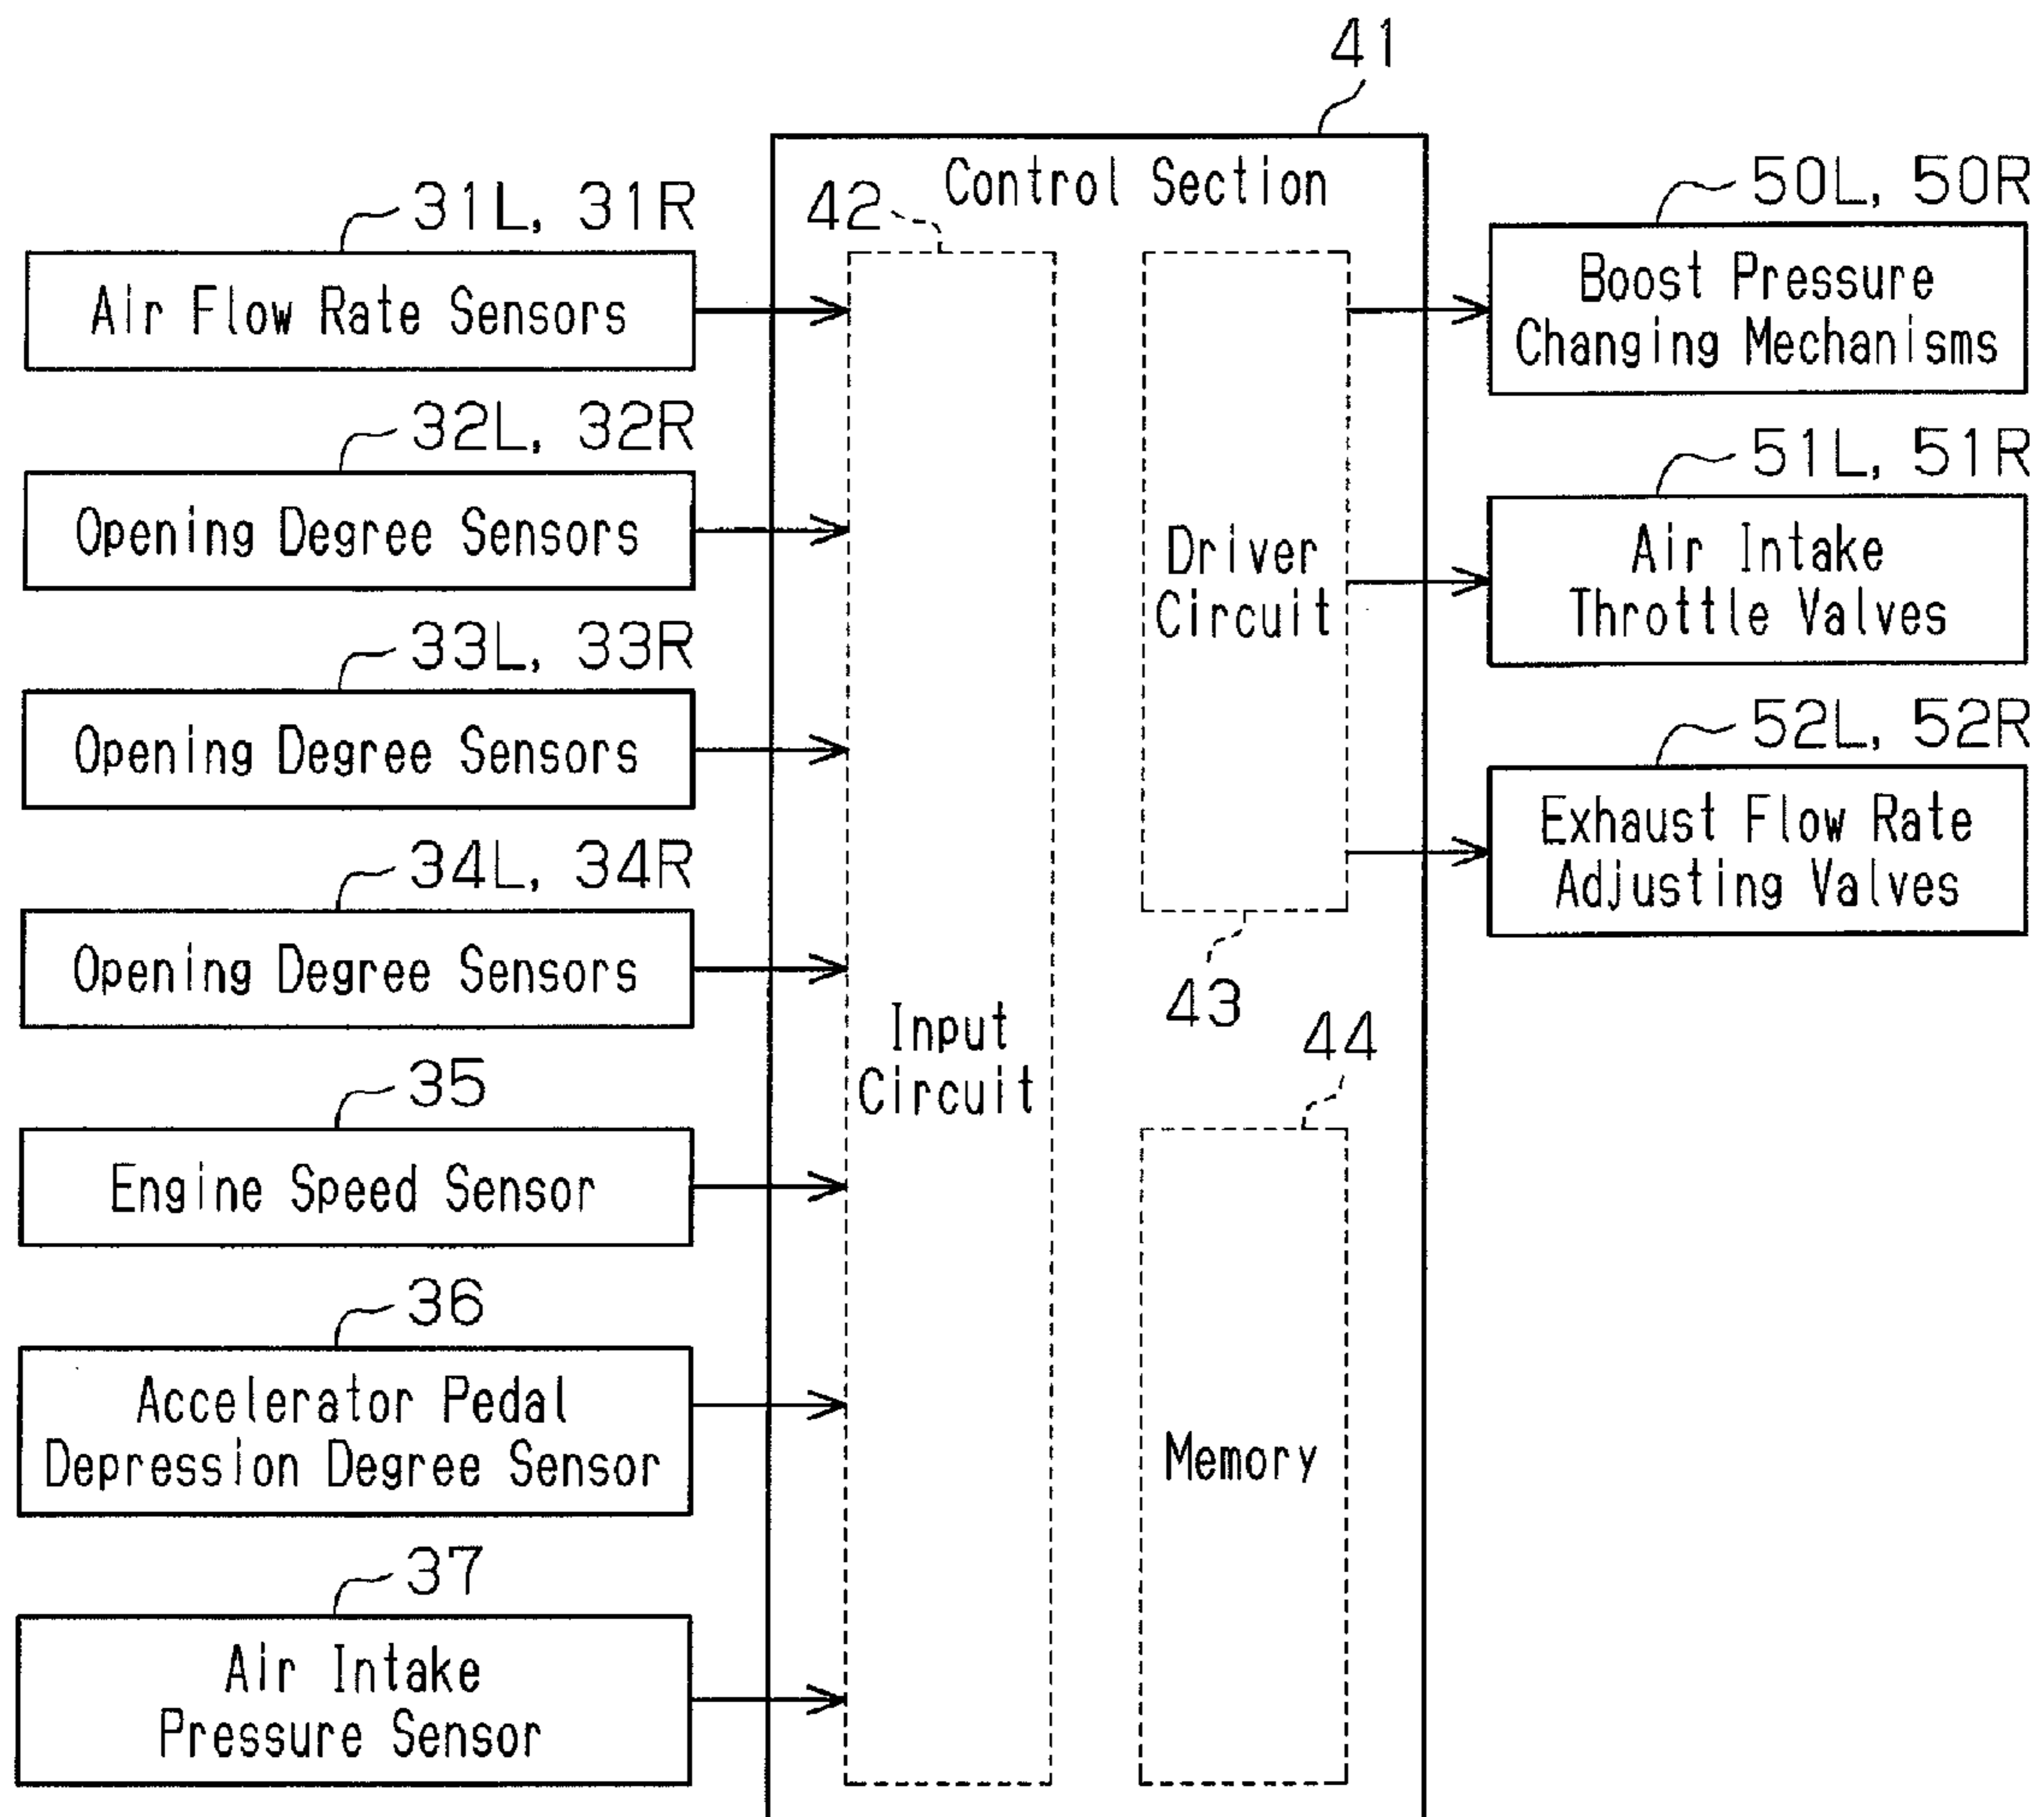 41
Control Section
31L, 31R
Air Flow Rate Sensors
32L, 32R
Opening Degree Sensors
33L, 33R
Opening Degree Sensors
34L, 34R
Opening Degree Sensors
35
Engine Speed Sensor
36
Accelerator Pedal
Depression Degree Sensor
37
Air Intake
Pressure Sensor
42
Input
Circuit
Driver
Circuit
43
44
Memory
50L, 50R
Boost Pressure
Changing Mechanisms
51L, 51R
Air Intake
Throttle Valves
52L, 52R
Exhaust Flow Rate
Adjusting Valves